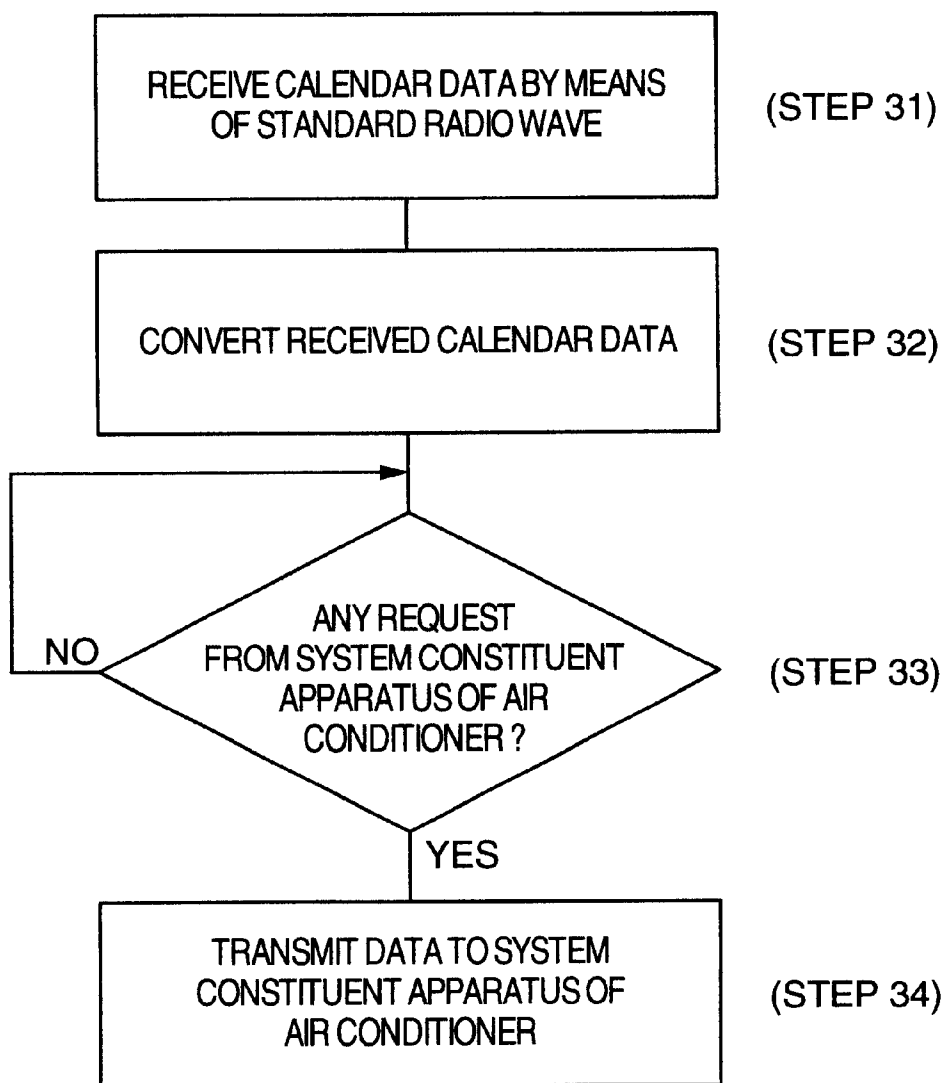 RECEIVE CALENDAR DATA BY MEANS
OF STANDARD RADIO WAVE
(STEP 31)
CONVERT RECEIVED CALENDAR DATA
(STEP 32)
ANY REQUEST
FROM SYSTEM CONSTITUENT
APPARATUS OF AIR
CONDITIONER ?
NO
(STEP 33)
YES
TRANSMIT DATA TO SYSTEM
CONSTITUENT APPARATUS OF
AIR CONDITIONER
(STEP 34)